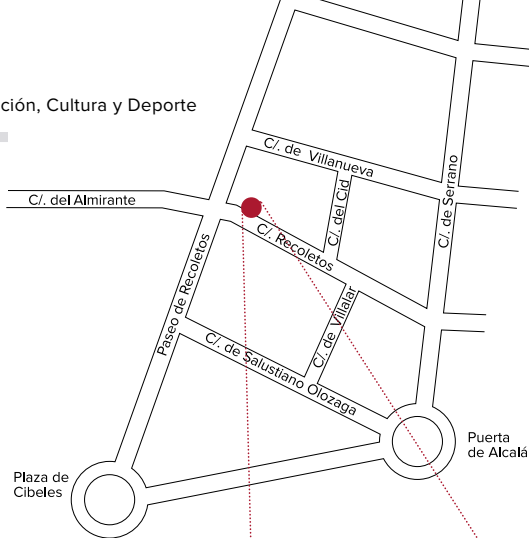 ción, Cultura y Deporte
C/. de Villanueva
C/. del Cid
C/. de Serrano
C/. del Almirante
C/. Recoletos
Paseo de Recoletos
C/. de Villalar
C/. de Salustiano Olozaga
Puerta
de Alcalá
Plaza de
Cibeles